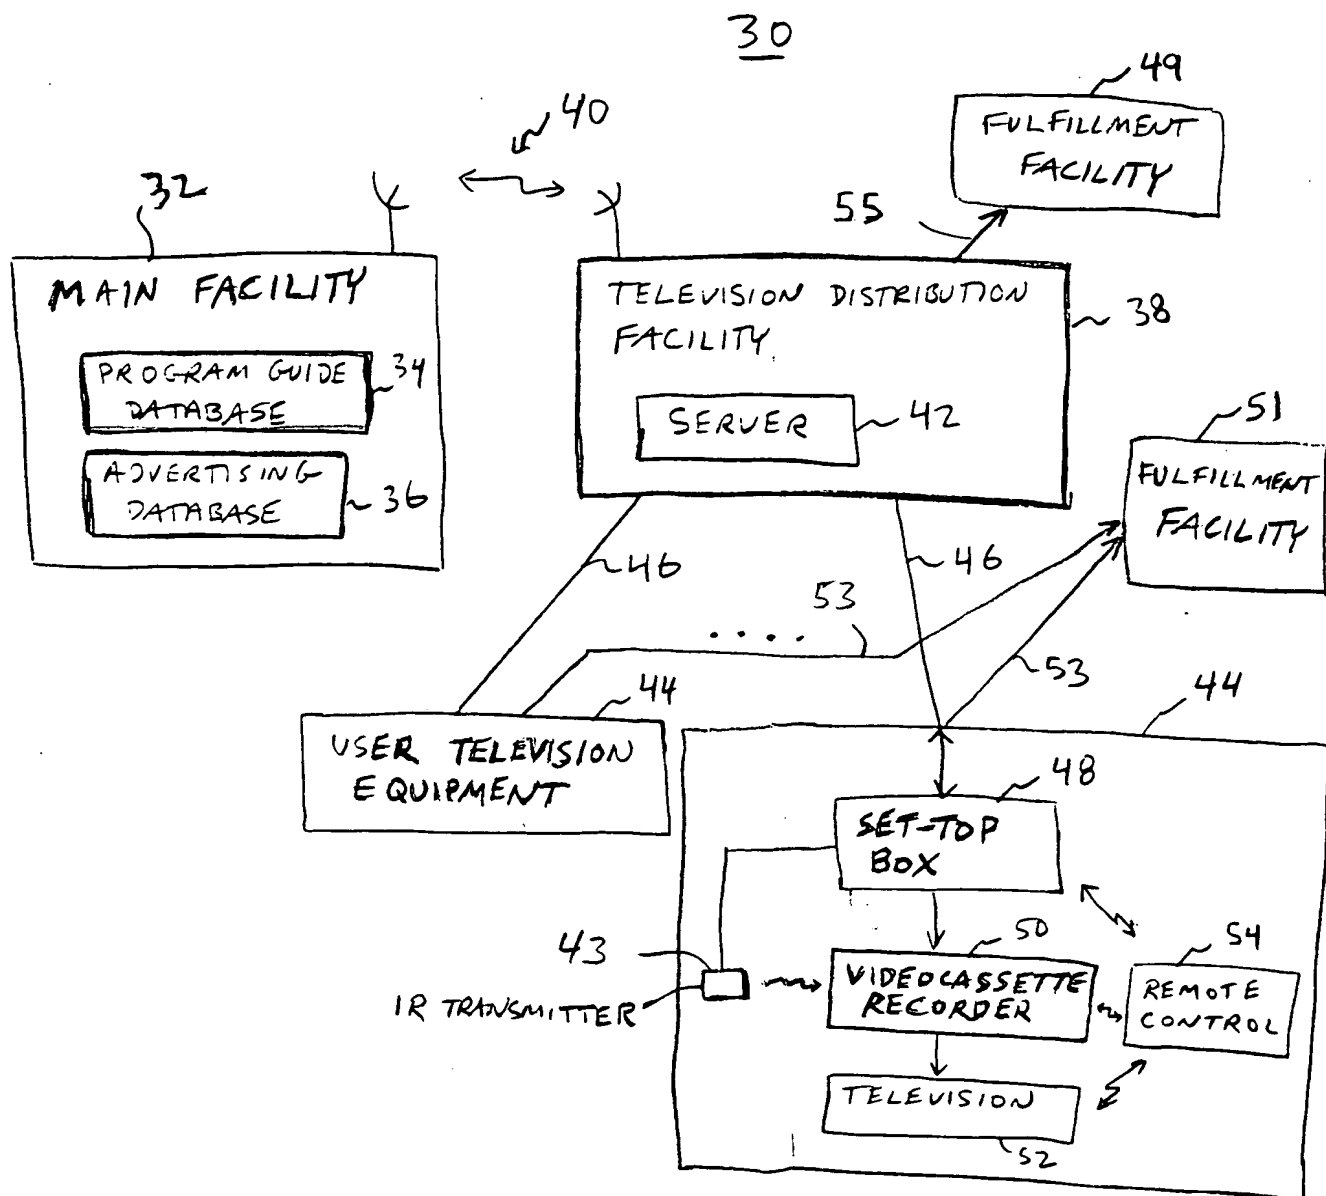 30
49
FULFILLMENT
FACILITY
40
32
55
MAIN FACILITY
TELEVISION DISTRIBUTION
FACILITY
38
PROGRAM GUIDE
DATABASE
34
SERVER
42
51
ADVERTISING
DATABASE
36
FULFILLMENT
FACILITY
46
46
53
....
53
44
44
USER TELEVISION
EQUIPMENT
48
SET-TOP
BOX
43
50
54
IR TRANSMITTER
VIDEOCASSETTE
RECORDER
REMOTE
CONTROL
TELEVISION
52